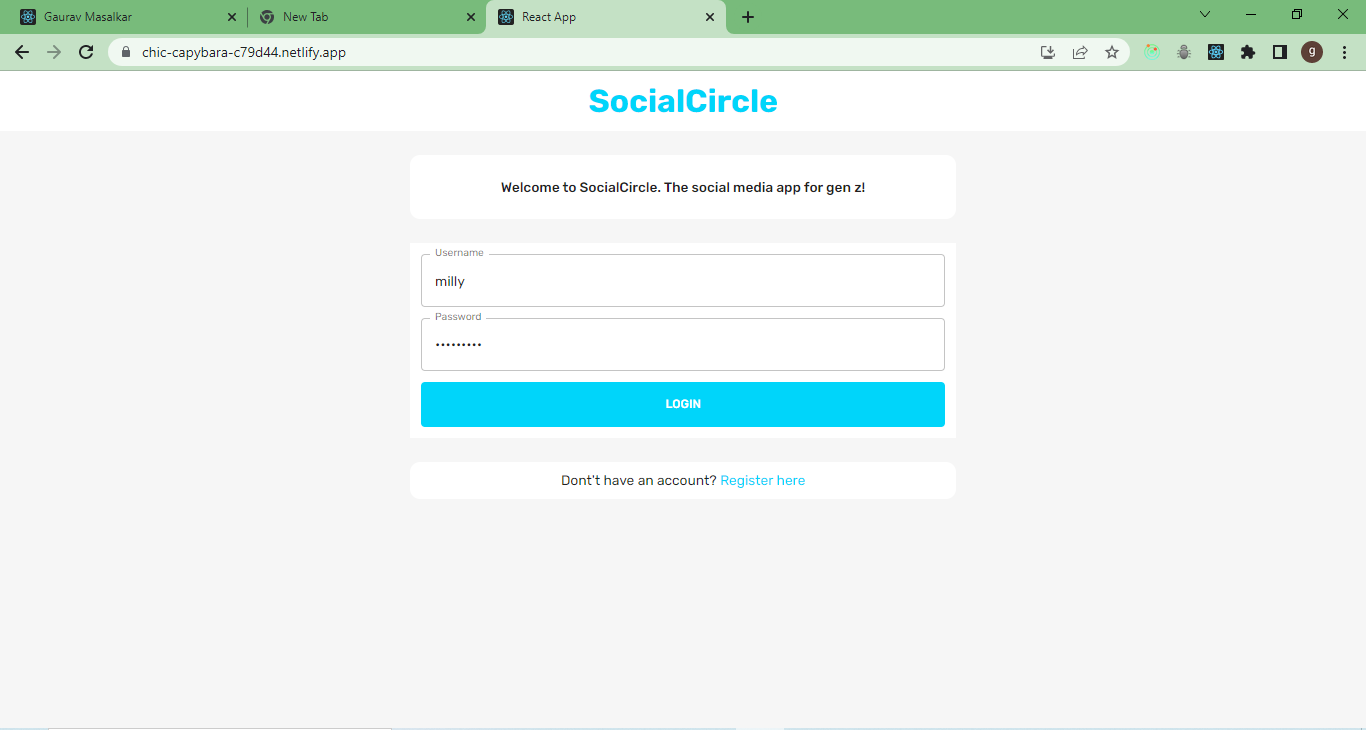 Gaurav Masalkar
New Tab
React App
chic-capybara-c79d44.netlify.app
g
SocialCircle
Welcome to SocialCircle. The social media app for gen z!
Username
milly
Password
•••••••••
LOGIN
Dont't have an account? Register here